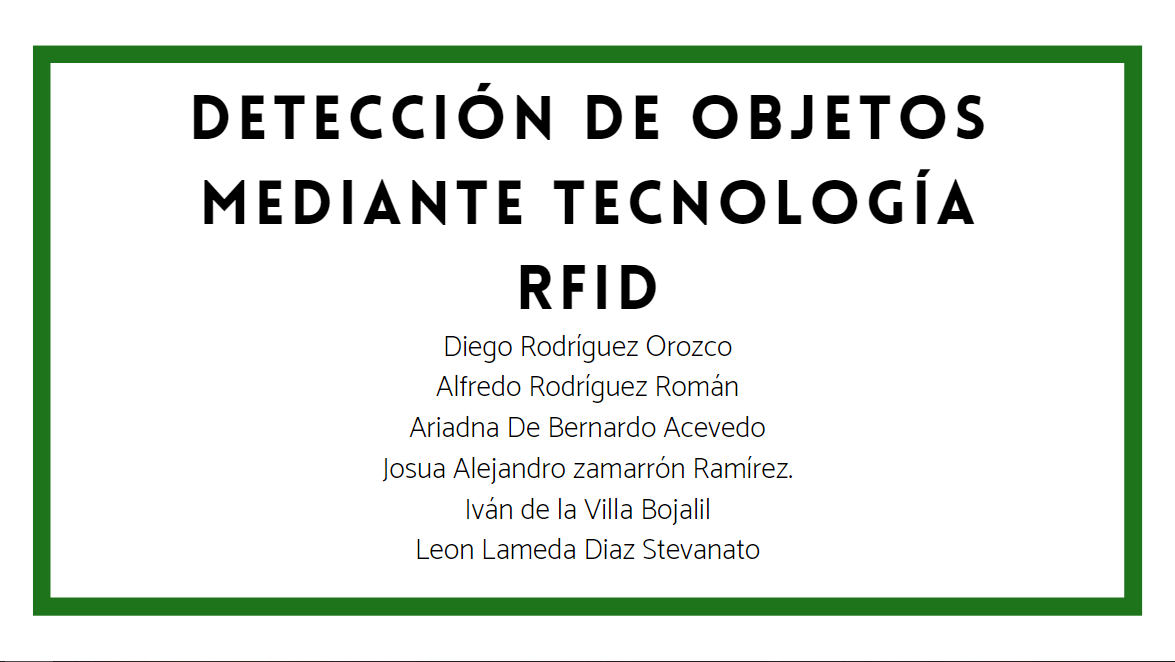 DETECCIÓN DE OBJETOS
MEDIANTE TECNOLOGÍA
RFID
Diego Rodríguez Orozco
Alfredo Rodríguez Román
Ariadna De Bernardo Acevedo
Josua Alejandro zamarrón Ramírez.
Iván de la Villa Bojalil
Leon Lameda Diaz Stevanato